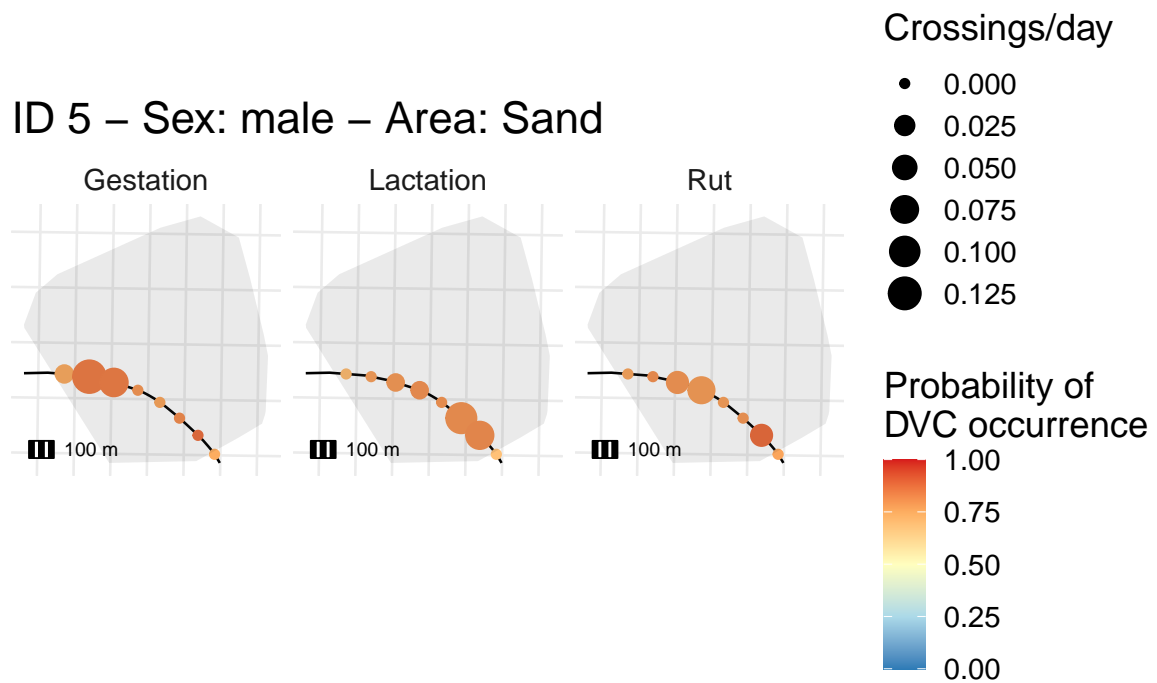 ID 5 – Sex: male – Area: Sand
Gestation
Lactation
Rut
100 m
100 m
100 m
Crossings/day
0.000
0.025
0.050
0.075
0.100
0.125
Probability of
DVC occurrence
1.00
0.75
0.50
0.25
0.00